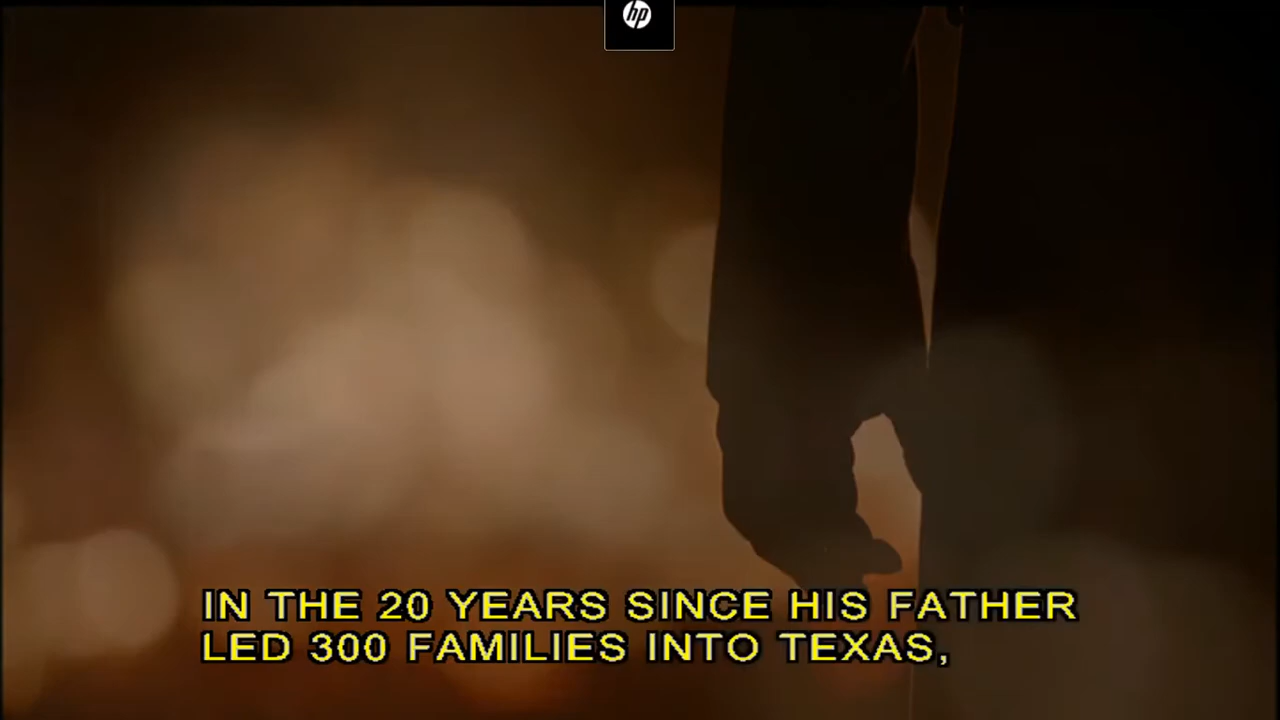 hp
IN THE 20 YEARS SINCE HIS FATHER
LED 300 FAMILIES INTO TEXAS,